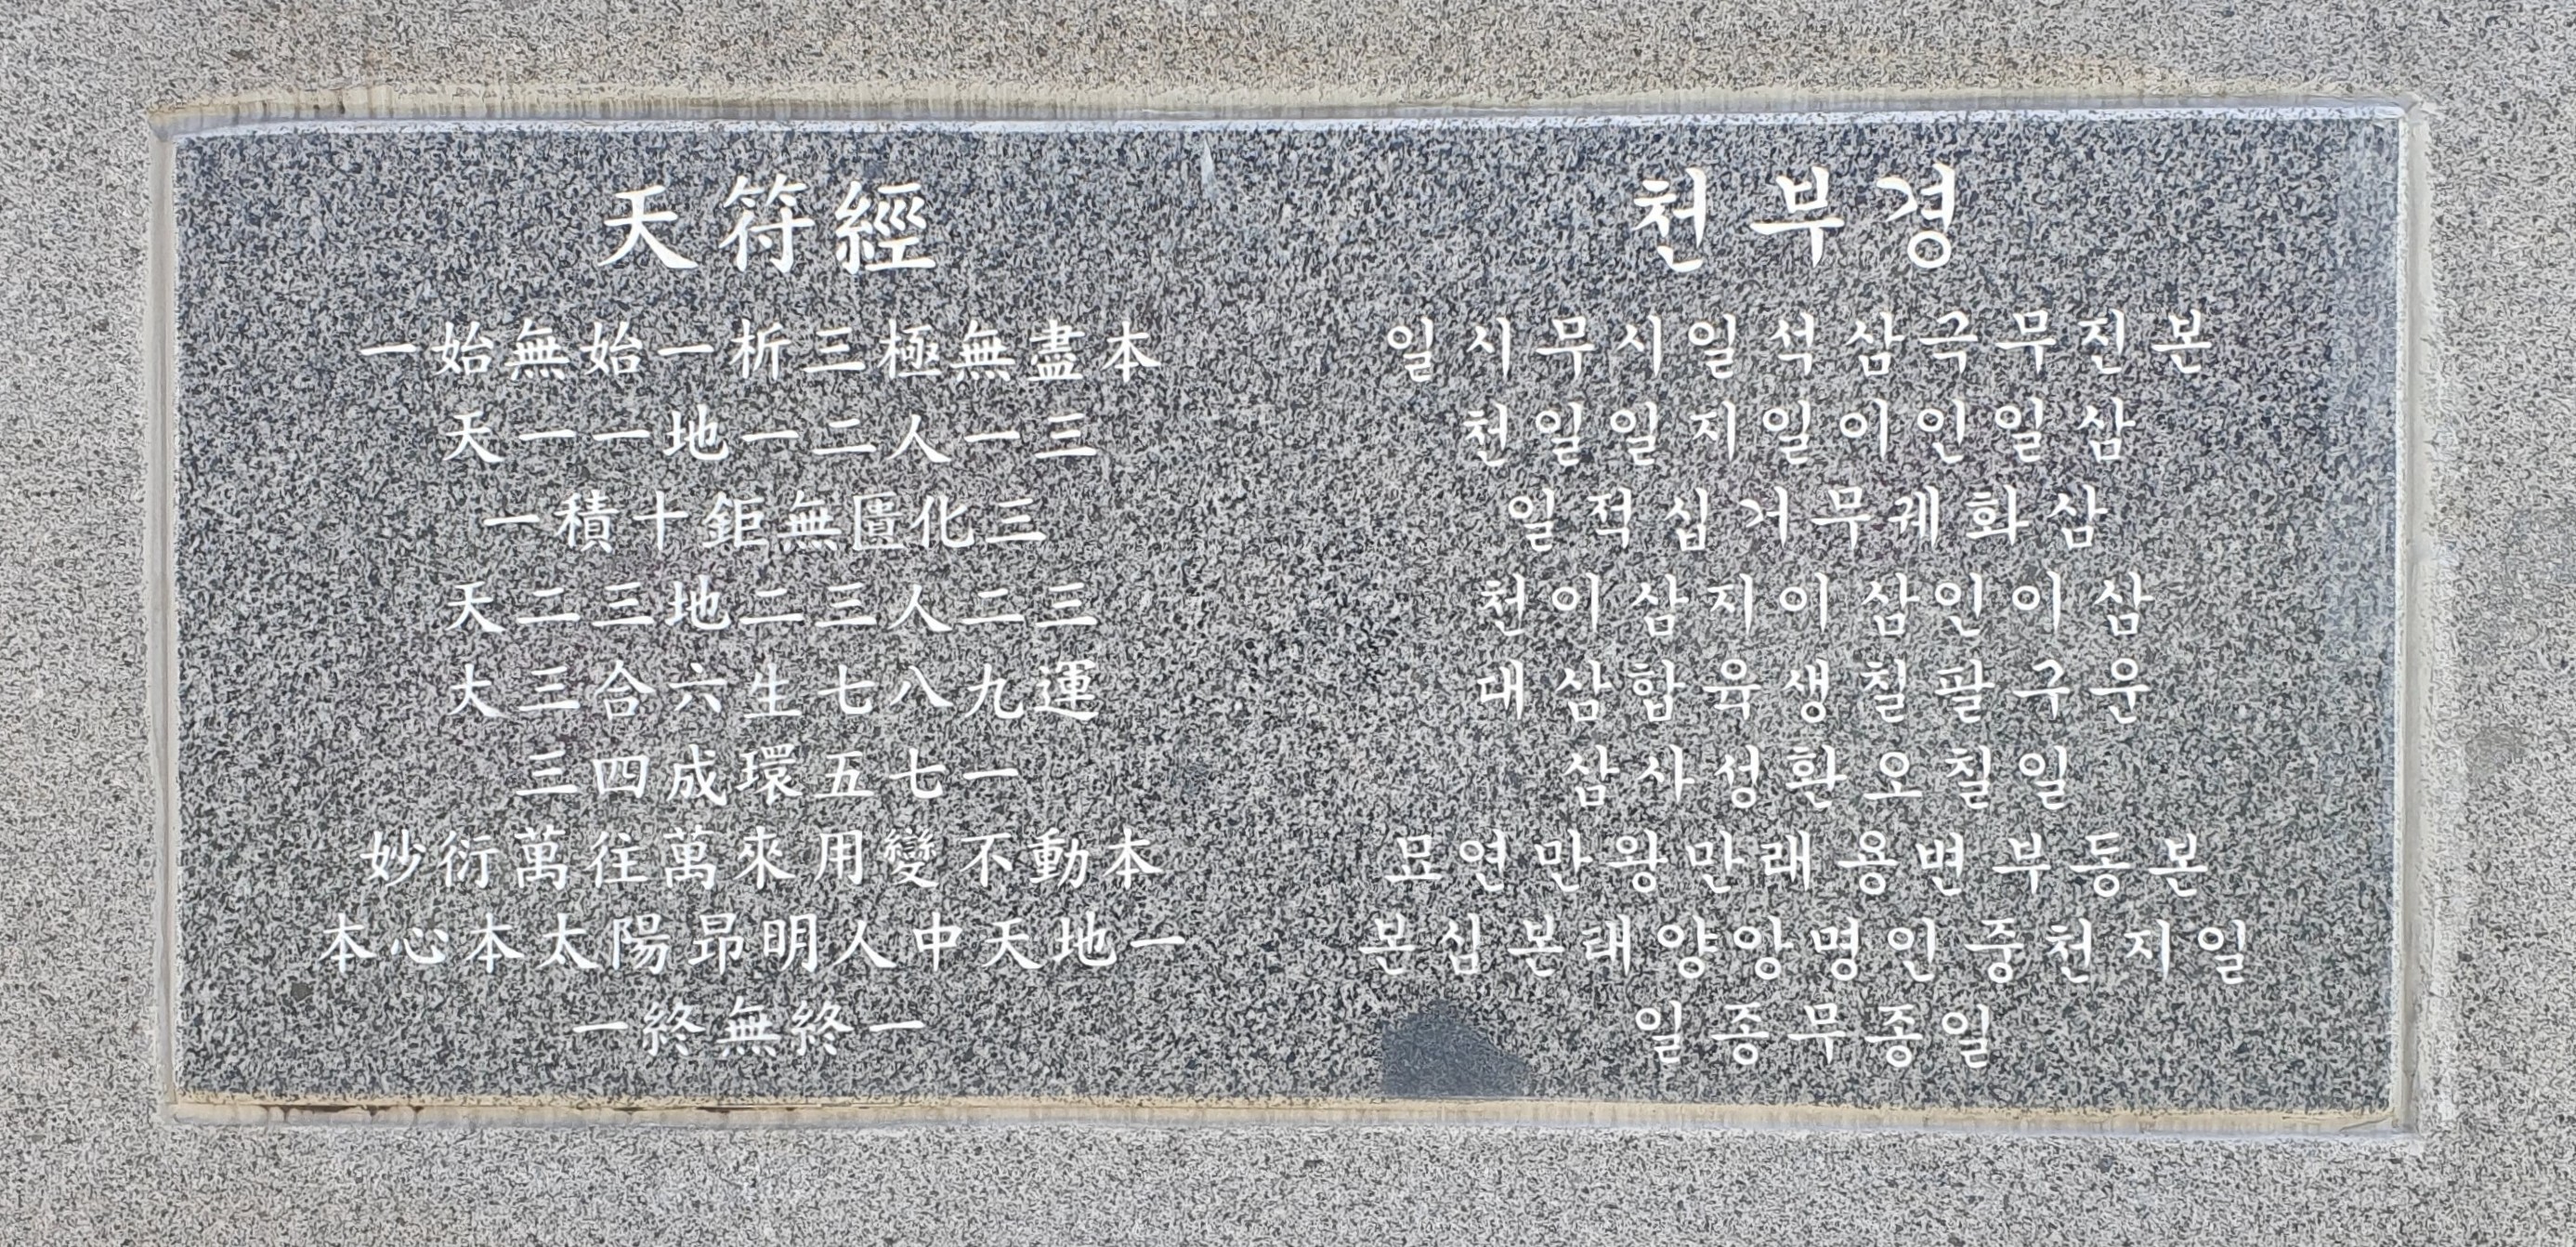 天符經
一始無始一析三極無盡本
天一一地一二人一三
一積十鉅無匱化三
天二三地二三人二三
大三合六生七八九運
三四成環五七一
妙衍萬往萬來用變不動本
本心本太陽昻明人中天地一
一終無終一
천부경
일시무시일석삼극무진본
천일일지일이인일삼
일적십거무궤화삼
천이삼지이삼인이삼
대삼합육생칠팔구운
삼사성환오칠일
묘연만왕만래용변부동본
본심본태양앙명인중천지일
일종무종일